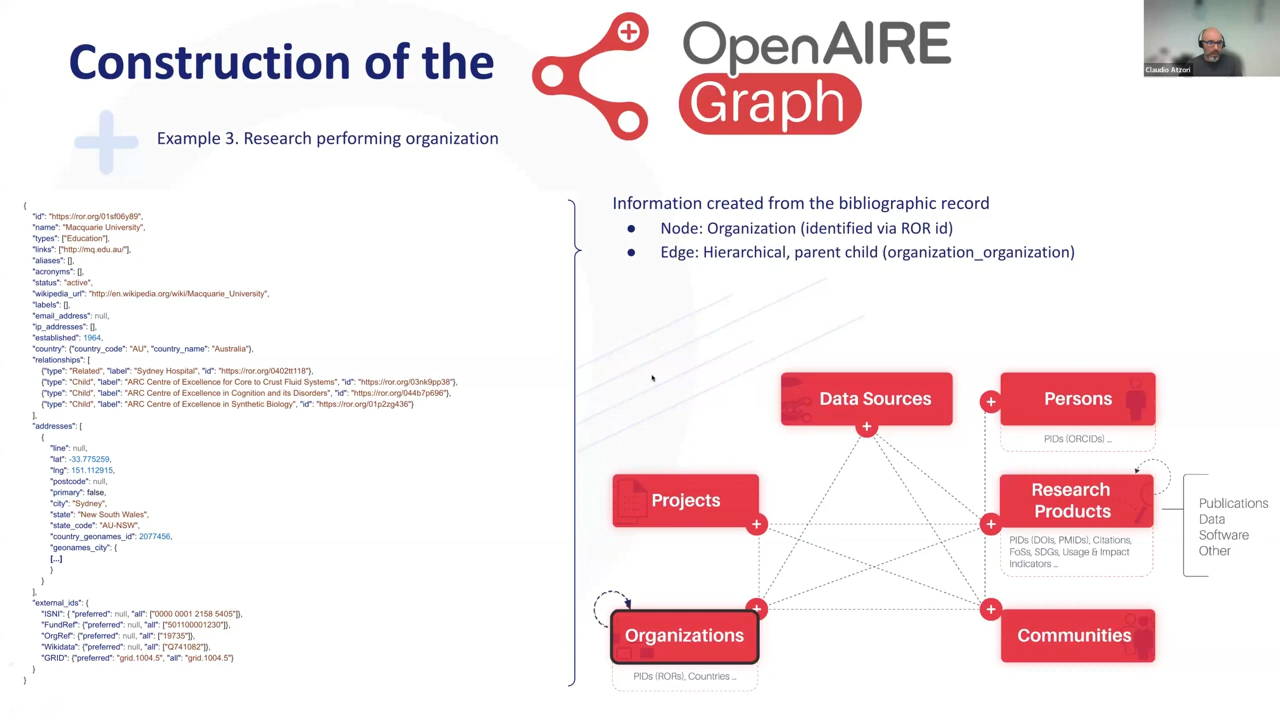 Construction of the
OpenAIRE
Graph
Claudio Atzori
Example 3. Research performing organization
{
"id": "https://ror.org/01sf06y89",
"name": "Macquarie University",
"types": ["Education"],
"links": ["http://mq.edu.au/"],
"aliases": [],
"acronyms": [],
"status": "active",
"wikipedia_url": "http://en.wikipedia.org/wiki/Macquarie_University",
"labels": [],
"email_address": null,
"ip_addresses": [],
"established": 1964,
"country": {"country_code": "AU", "country_name": "Australia"},
"relationships": [
{"type": "Related", "label": "Sydney Hospital", "id": "https://ror.org/0402tt118"},
{"type": "Child", "label": "ARC Centre of Excellence for Core to Crust Fluid Systems", "id": "https://ror.org/03nk9pp38"},
{"type": "Child", "label": "ARC Centre of Excellence in Cognition and its Disorders", "id": "https://ror.org/044b7p696"},
{"type": "Child", "label": "ARC Centre of Excellence in Synthetic Biology", "id": "https://ror.org/01p2zg436"}
],
"addresses": [
{
"line": null,
"lat": -33.775259,
"lng": 151.112915,
"postcode": null,
"primary": false,
"city": "Sydney",
"state": "New South Wales",
"state_code": "AU-NSW",
"country_geonames_id": 2077456,
"geonames_city": {
[...]
}
}
],
"external_ids": {
"ISNI": { "preferred": null, "all": ["0000 0001 2158 5405"]},
"FundRef": {"preferred": null, "all": ["501100001230"]},
"OrgRef": {"preferred": null, "all": ["19735"]},
"Wikidata": {"preferred": null, "all": ["Q741082"]},
"GRID": {"preferred": "grid.1004.5", "all": "grid.1004.5"}
}
}
Information created from the bibliographic record
● Node: Organization (identified via ROR id)
● Edge: Hierarchical, parent child (organization_organization)
Data Sources
Persons
PIDs (ORCIDs) ...
Projects
Research
Products
PIDs (DOIs, PMIDs), Citations,
FoSs, SDGs, Usage & Impact
Indicators ...
Publications
Data
Software
Other
Organizations
PIDs (RORs), Countries ...
Communities